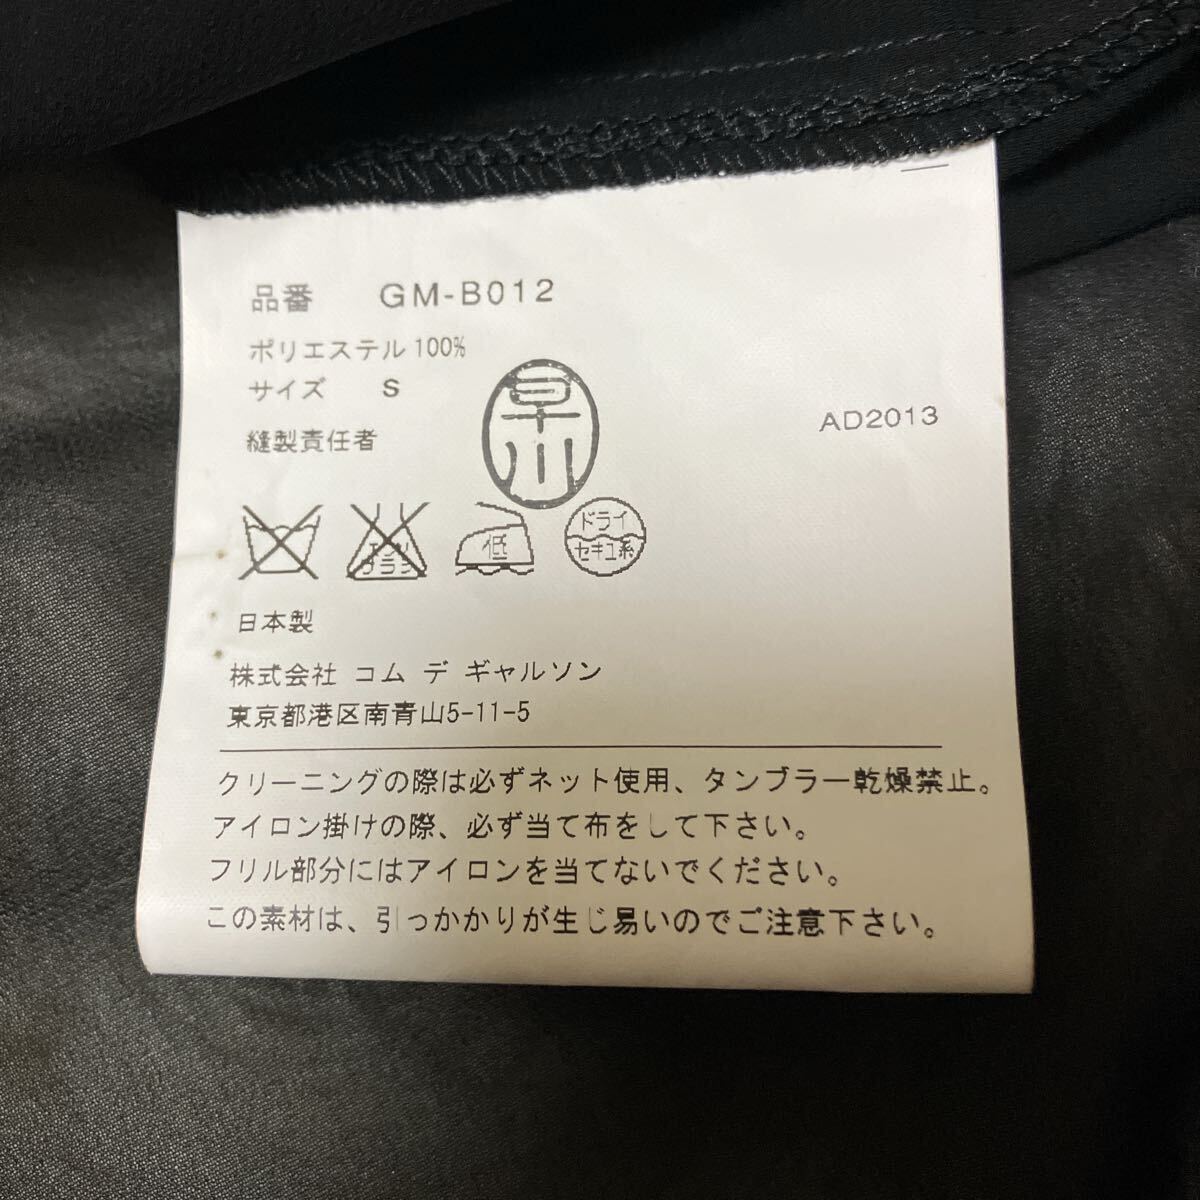 品番 GM-B012
ポリエステル 100%
サイズ S
縫製責任者
早川
AD2013
エンソ
ブラシ
低
ドライ
セキユ系
日本製
株式会社 コム デ ギャルソン
東京都港区南青山5-11-5
クリーニングの際は必ずネット使用、タンブラー乾燥禁止。
アイロン掛けの際、必ず当て布をして下さい。
フリル部分にはアイロンを当てないでください。
この素材は、引っかかりが生じ易いのでご注意下さい。